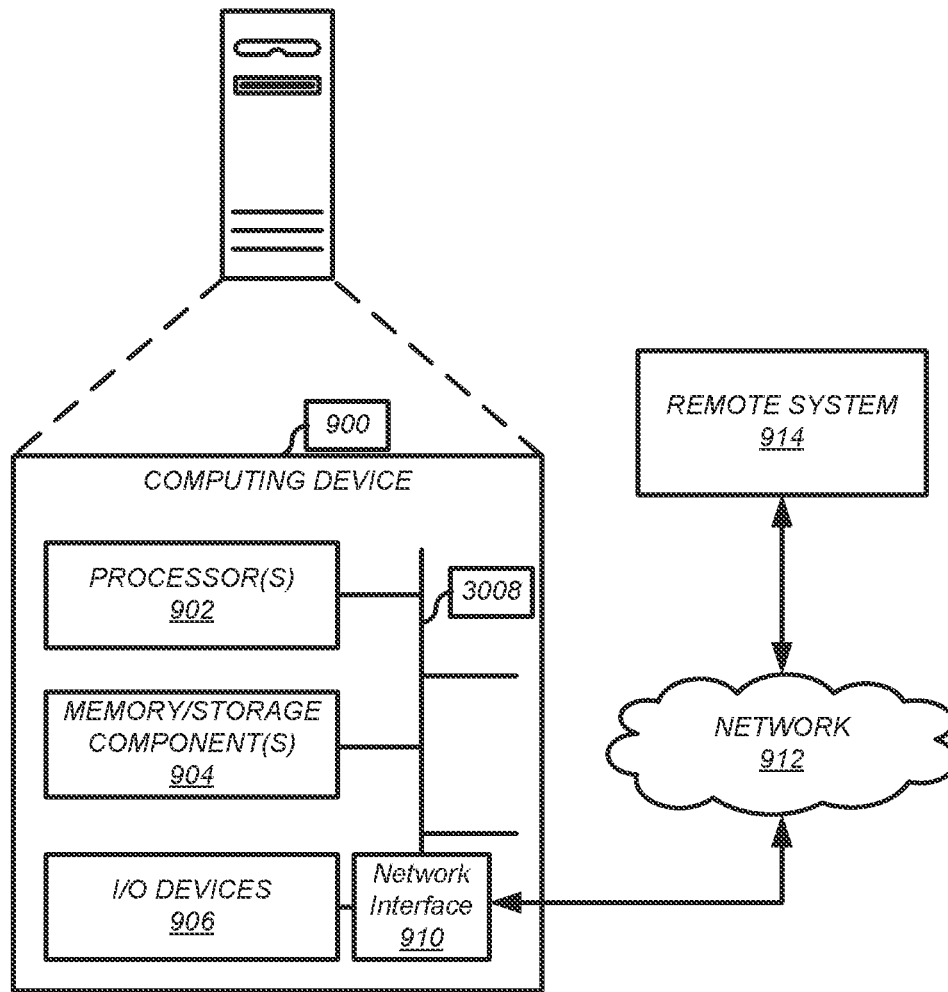 900
COMPUTING DEVICE
PROCESSOR(S)
902
3008
MEMORY/STORAGE
COMPONENT(S)
904
I/O DEVICES
906
Network
Interface
910
REMOTE SYSTEM
914
NETWORK
912